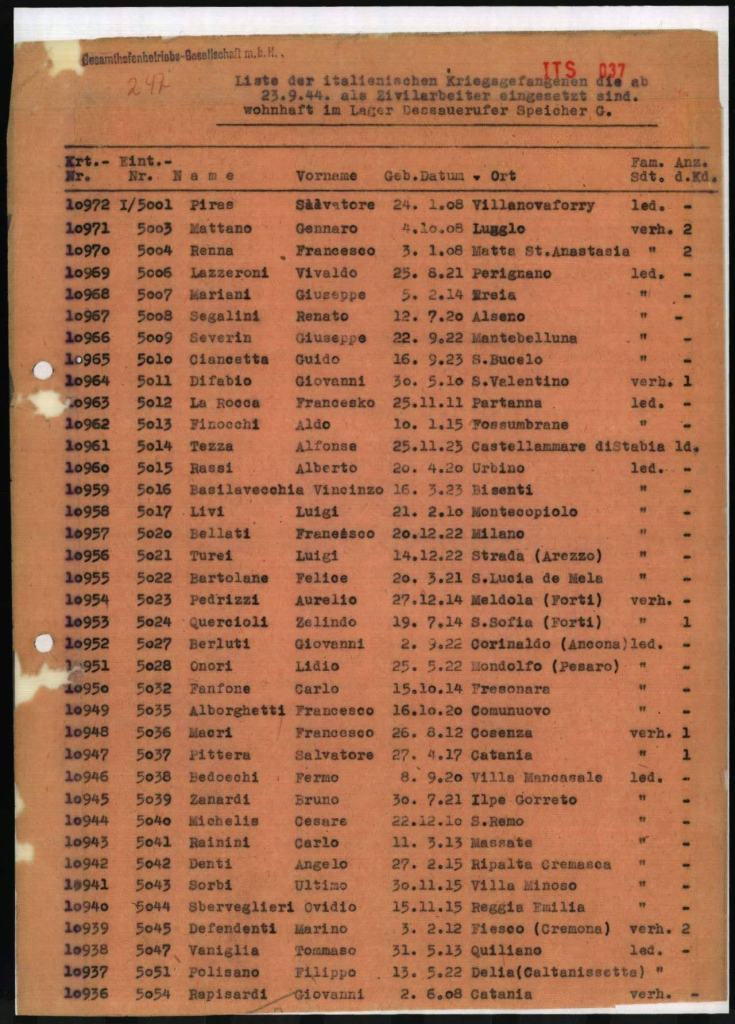 Gesamthafenbetriebs-Gesellschaft m.b.H.
ITS 037
247
Liste der italienischen Kriegsgefangenen die ab
23.9.44. als Zivilarbeiter eingesetzt sind.
wohnhaft im Lager Dessauerufer Speicher G.
Krt.- Eint.- Fam. Anz.
Nr. Nr. N a m e Vorname Geb.Datum Ort Sdt. d.Kd.
10972 I/5001 Piras Salvatore 24. 1.08 Villanovaforry led. -
10971 5003 Mattano Gennaro 4.10.08 Lugglo verh. 2
10970 5004 Renna Francesco 3. 1.08 Matta St.Anastasia " 2
10969 5006 Lazzeroni Vivaldo 25. 8.21 Perignano led. -
10968 5007 Mariani Giuseppe 5. 2.14 Ereia " -
10967 5008 Segalini Renato 12. 7.20 Alseno " -
10966 5009 Severin Giuseppe 22. 9.22 Mantebelluna " -
10965 5010 Ciancetta Guido 16. 9.23 S.Bucelo " -
10964 5011 Difabio Giovanni 30. 5.10 S.Valentino verh. 1
10963 5012 La Rocca Francesko 25.11.11 Partanna led. -
10962 5013 Finocchi Aldo 10. 1.15 Fossumbrane " -
10961 5014 Tezza Alfonse 25.11.23 Castellammare diStabia ld. -
10960 5015 Rassi Alberto 20. 4.20 Urbino led. -
10959 5016 Basilavecchia Vincinzo 16. 3.23 Bisenti " -
10958 5017 Livi Luigi 21. 2.10 Montecopiolo " -
10957 5020 Bellati Francesco 20.12.22 Milano " -
10956 5021 Turei Luigi 14.12.22 Strada (Arezzo) " -
10955 5022 Bartolane Felice 20. 3.21 S.Lucia de Mela " -
10954 5023 Pedrizzi Aurelio 27.12.14 Meldola (Forti) verh. -
10953 5024 Quercioli Zelindo 19. 7.14 S.Sofia (Forti) " 1
10952 5027 Berluti Giovanni 2. 9.22 Corinaldo (Ancona)led. -
10951 5028 Onori Lidio 25. 5.22 Mondolfo (Pesaro) " -
10950 5032 Fanfone Carlo 15.10.14 Fresonara " -
10949 5035 Alborghetti Francesco 16.10.20 Comunuovo " -
10948 5036 Macri Francesco 26. 8.12 Cosenza verh. 1
10947 5037 Pittera Salvatore 27. 4.17 Catania " 1
10946 5038 Bedocchi Fermo 8. 9.20 Villa Mancasale led. -
10945 5039 Zanardi Bruno 30. 7.21 Ilpe Correto " -
10944 5040 Michelis Cesare 22.12.10 S.Remo " -
10943 5041 Rainini Carlo 11. 3.13 Massate " -
10942 5042 Denti Angelo 27. 2.15 Ripalta Cremasca " -
10941 5043 Sorbi Ultimo 30.11.15 Villa Minoso " -
10940 5044 Sberveglieri Ovidio 15.11.15 Reggia Emilia " -
10939 5045 Defendenti Marino 3. 2.12 Fiesco (Cremona) verh. 2
10938 5047 Vaniglia Tommaso 31. 5.13 Quiliano led. -
10937 5051 Polisano Filippo 13. 5.22 Delia(Caltanissetta) " -
10936 5054 Rapisardi Giovanni 2. 6.08 Catania verh. -